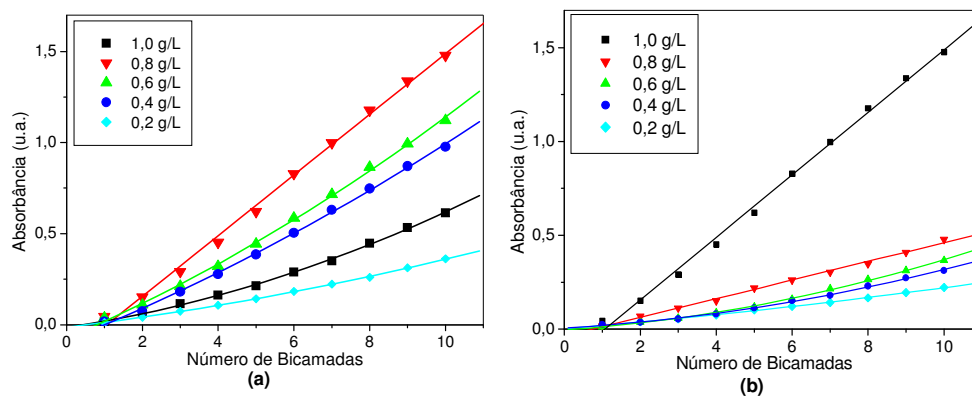 1,0 g/L
0,8 g/L
0,6 g/L
0,4 g/L
0,2 g/L
Absorbância (u.a.)
1,5
1,0
0,5
0,0
0 2 4 6 8 10
Número de Bicamadas
(a)
1,0 g/L
0,8 g/L
0,6 g/L
0,4 g/L
0,2 g/L
Absorbância (u.a.)
1,5
1,0
0,5
0,0
0 2 4 6 8 10
Número de Bicamadas
(b)